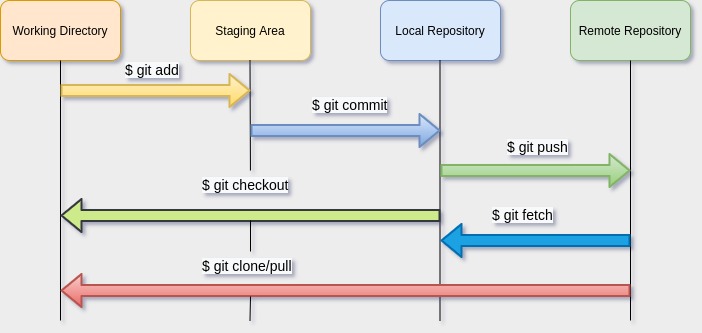 Working Directory
Staging Area
Local Repository
Remote Repository
$ git add
$ git commit
$ git push
$ git checkout
$ git fetch
$ git clone/pull